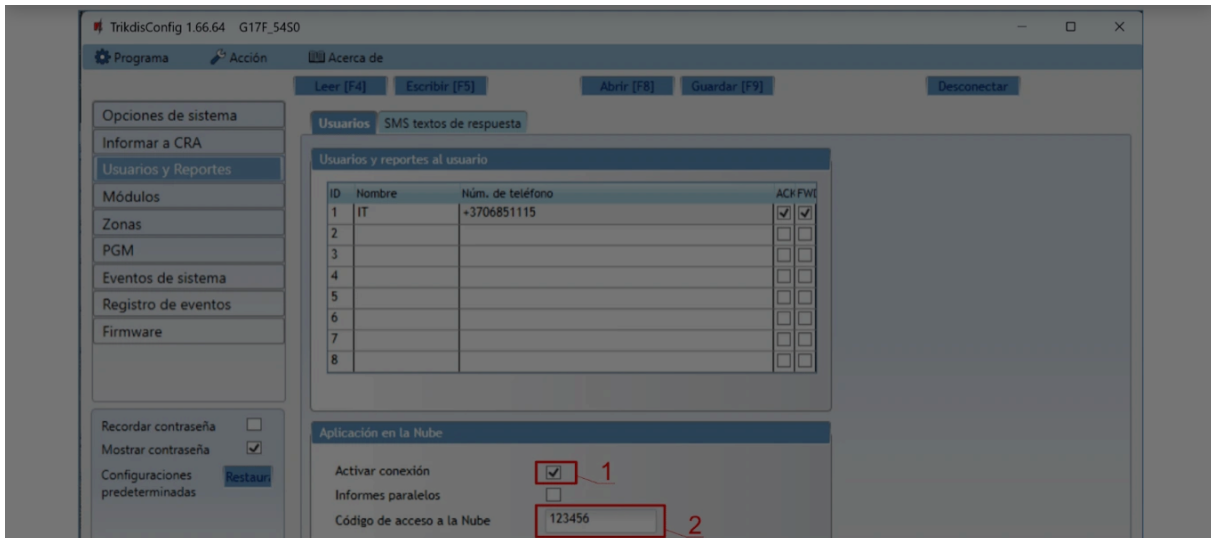 TrikdisConfig 1.66.64 G17F_54S0
Programa Acción Acerca de
Leer [F4] Escribir [F5] Abrir [F8] Guardar [F9] Desconectar
Opciones de sistema
Informar a CRA
Usuarios y Reportes
Módulos
Zonas
PGM
Eventos de sistema
Registro de eventos
Firmware
Recordar contraseña
Mostrar contraseña
Configuraciones predeterminadas
Restaur
Usuarios SMS textos de respuesta
Usuarios y reportes al usuario
ID Nombre Núm. de teléfono ACK FWD
1 IT +3706851115
2
3
4
5
6
7
8
Aplicación en la Nube
Activar conexión 1
Informes paralelos
Código de acceso a la Nube 123456 2